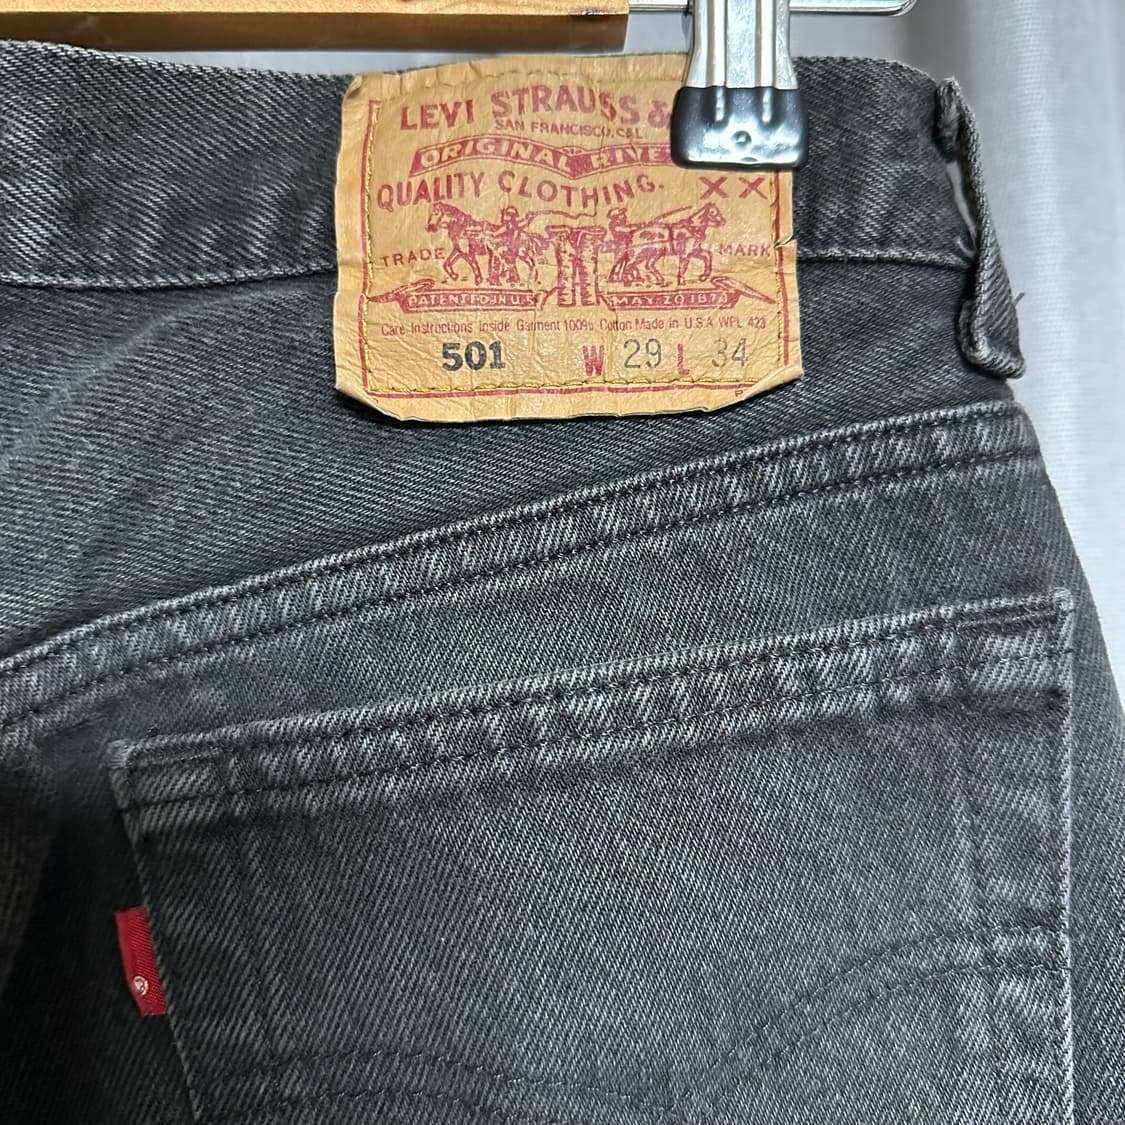 LEVI STRAUSS &
SAN FRANCISCO, CAL.
ORIGINAL RIVE
QUALITY CLOTHING.
XX
TRADE MARK
PATENTED IN U.S.
MAY 20 1873
Care Instructions Inside Garment 100% Cotton Made in U.S.A WPL 423
501 W 29 L 34
P
®